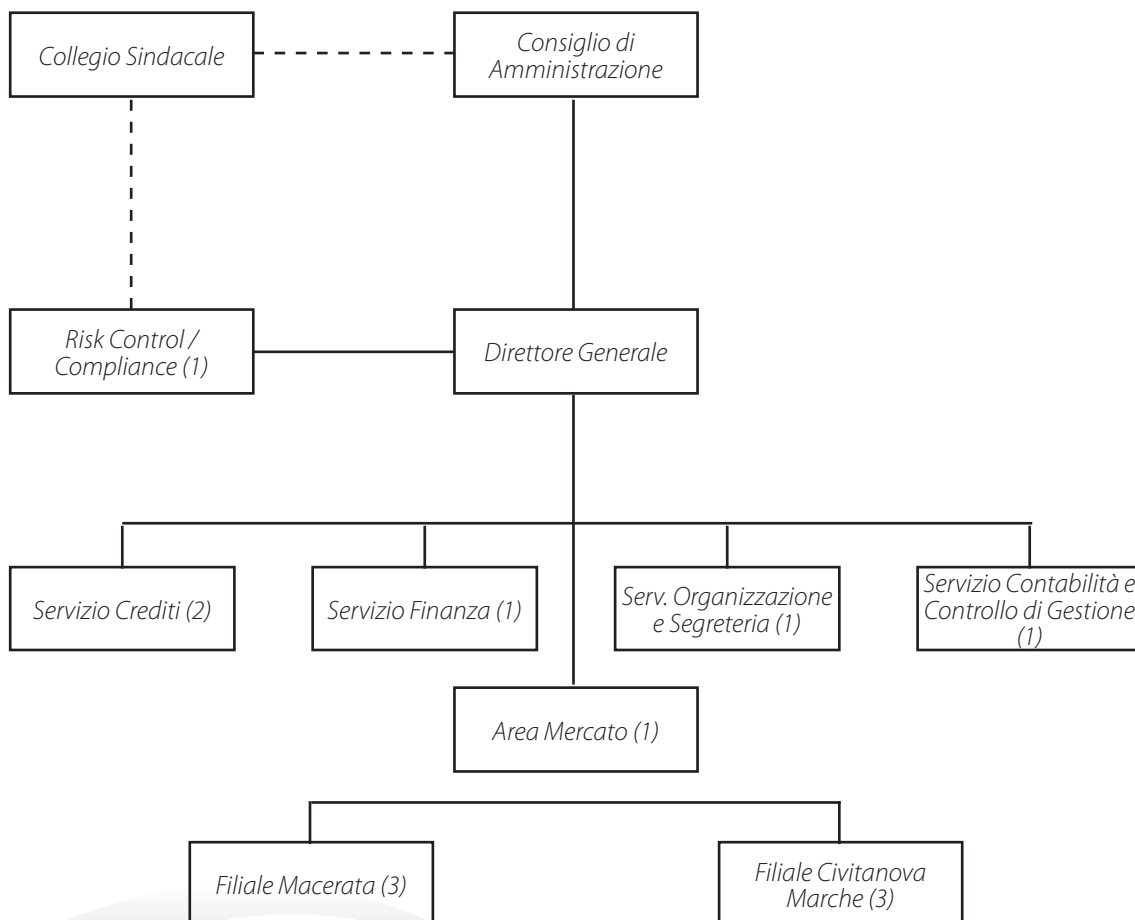 Collegio Sindacale
Consiglio di
Amministrazione
Risk Control /
Compliance (1)
Direttore Generale
Servizio Crediti (2)
Servizio Finanza (1)
Serv. Organizzazione
e Segreteria (1)
Servizio Contabilità e
Controllo di Gestione
(1)
Area Mercato (1)
Filiale Macerata (3)
Filiale Civitanova
Marche (3)